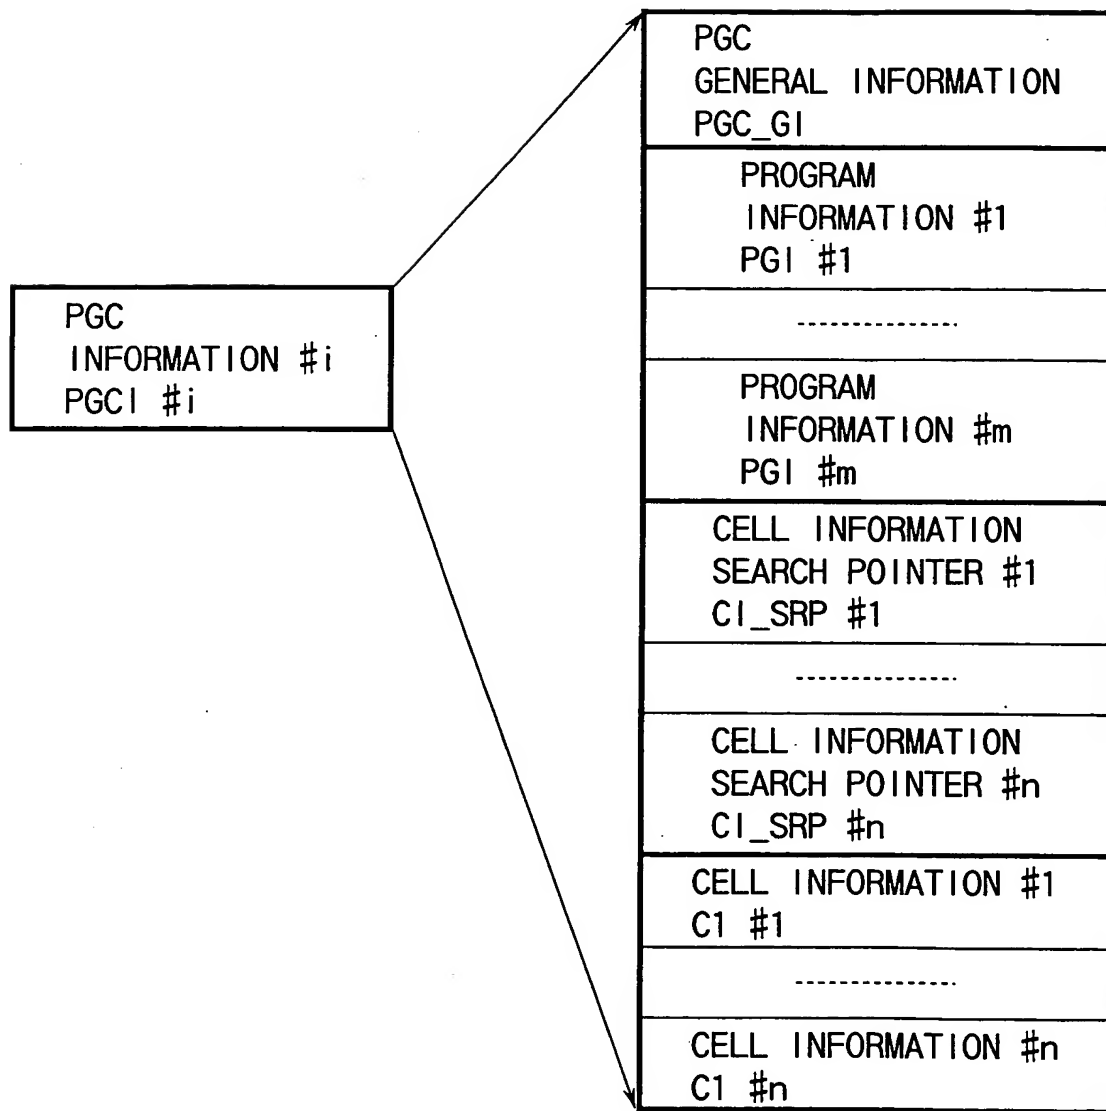 PGC
INFORMATION #i
PGCI #i
PGC
GENERAL INFORMATION
PGC_GI
PROGRAM
INFORMATION #1
PGI #1
---------------
PROGRAM
INFORMATION #m
PGI #m
CELL INFORMATION
SEARCH POINTER #1
CI_SRP #1
---------------
CELL INFORMATION
SEARCH POINTER #n
CI_SRP #n
CELL INFORMATION #1
C1 #1
---------------
CELL INFORMATION #n
C1 #n